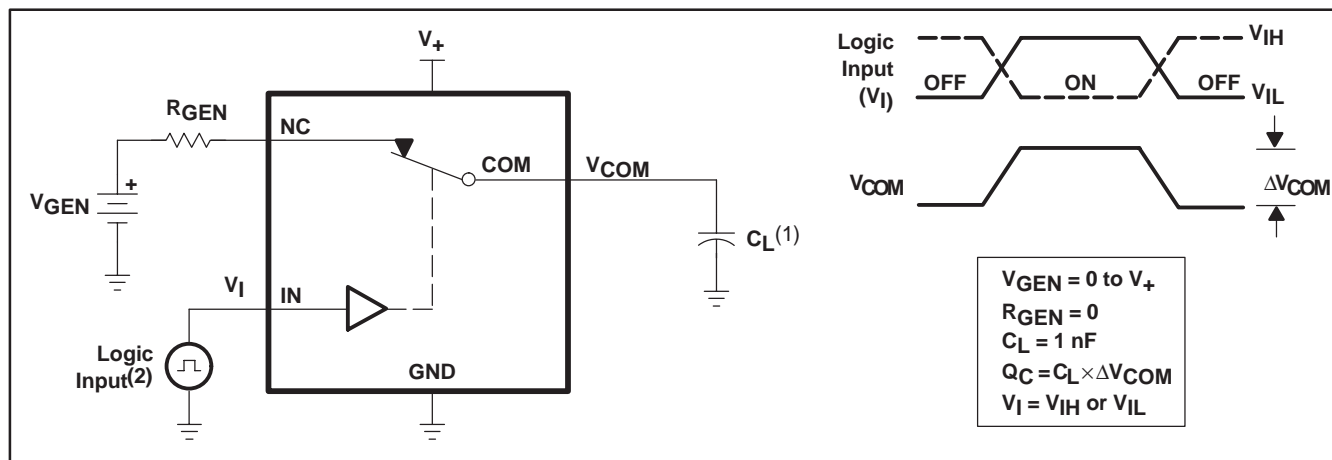 V+
RGEN
NC
COM
VCOM
VGEN
+
CL(1)
VI
IN
Logic
Input(2)
GND
Logic
Input
(VI)
OFF
ON
OFF
VIH
VIL
VCOM
ΔVCOM
VGEN = 0 to V+
RGEN = 0
CL = 1 nF
QC = CL × ΔVCOM
VI = VIH or VIL